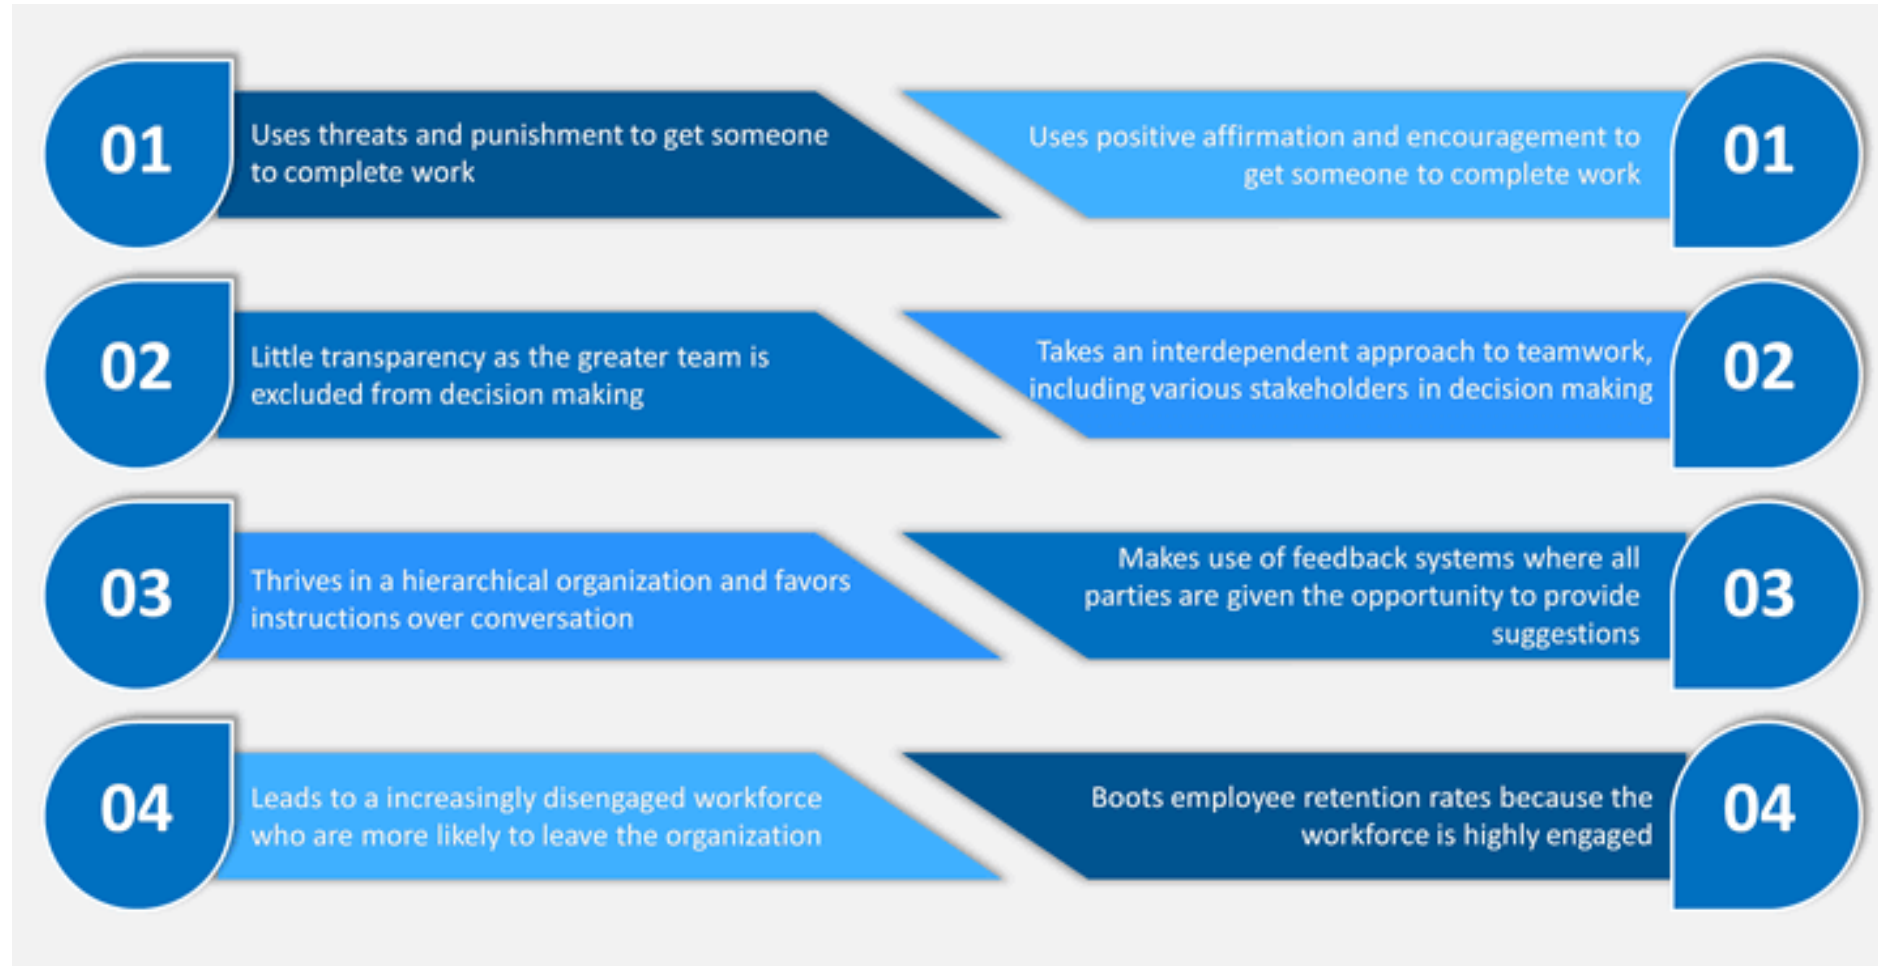 01
Uses threats and punishment to get someone
to complete work
Uses positive affirmation and encouragement to
get someone to complete work
01
02
Little transparency as the greater team is
excluded from decision making
Takes an interdependent approach to teamwork,
including various stakeholders in decision making
02
03
Thrives in a hierarchical organization and favors
instructions over conversation
Makes use of feedback systems where all
parties are given the opportunity to provide
suggestions
03
04
Leads to a increasingly disengaged workforce
who are more likely to leave the organization
Boots employee retention rates because the
workforce is highly engaged
04